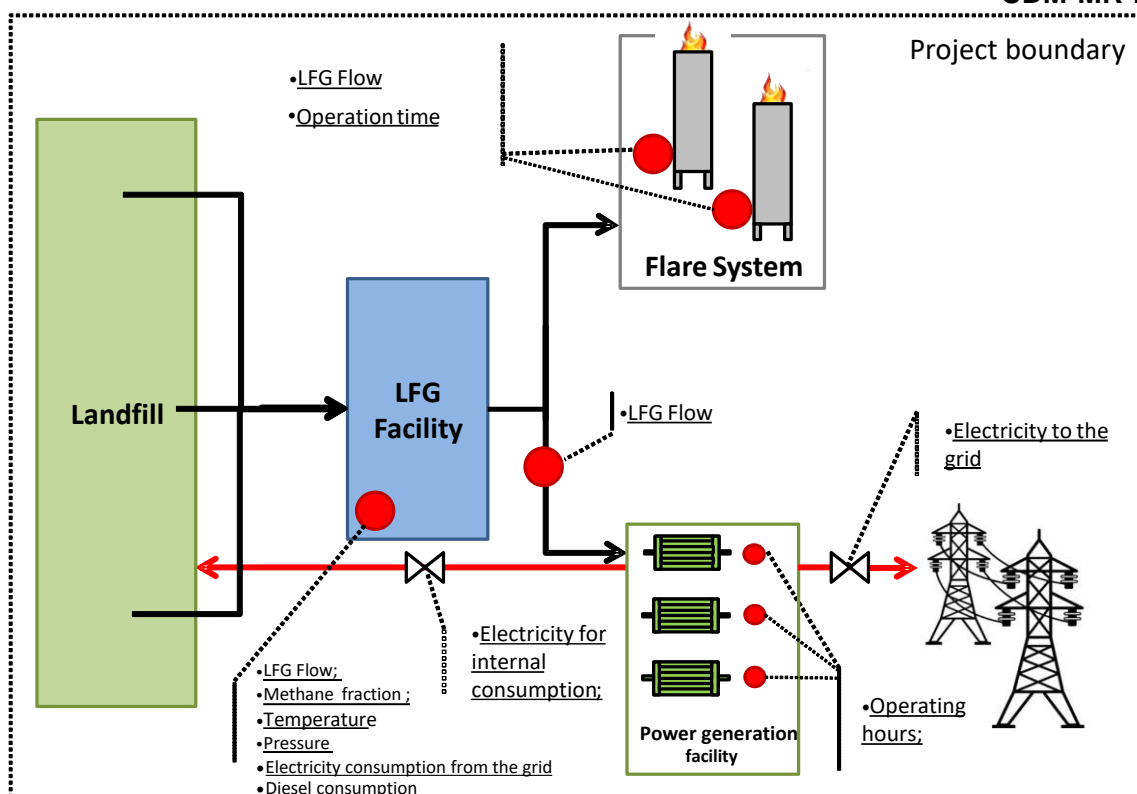 Project boundary
•LFG Flow
•Operation time
Flare System
Landfill
LFG
Facility
•LFG Flow
•Electricity to the
grid
•Electricity for
internal
consumption;
•LFG Flow;
•Methane fraction ;
•Temperature
•Pressure
•Electricity consumption from the grid
•Diesel consumption
Power generation
facility
•Operating
hours;